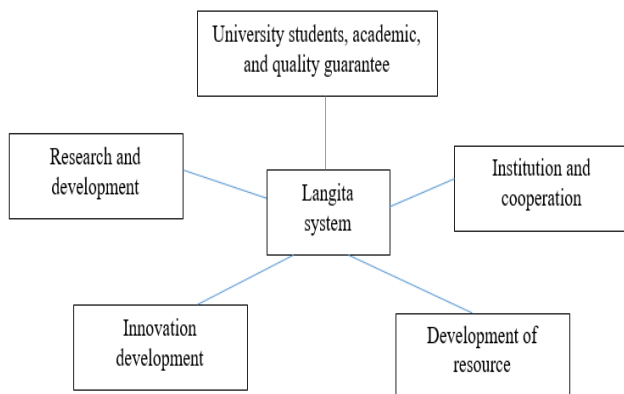 University students, academic,
and quality guarantee
Research and
development
Institution and
cooperation
Langita
system
Innovation
development
Development of
resource